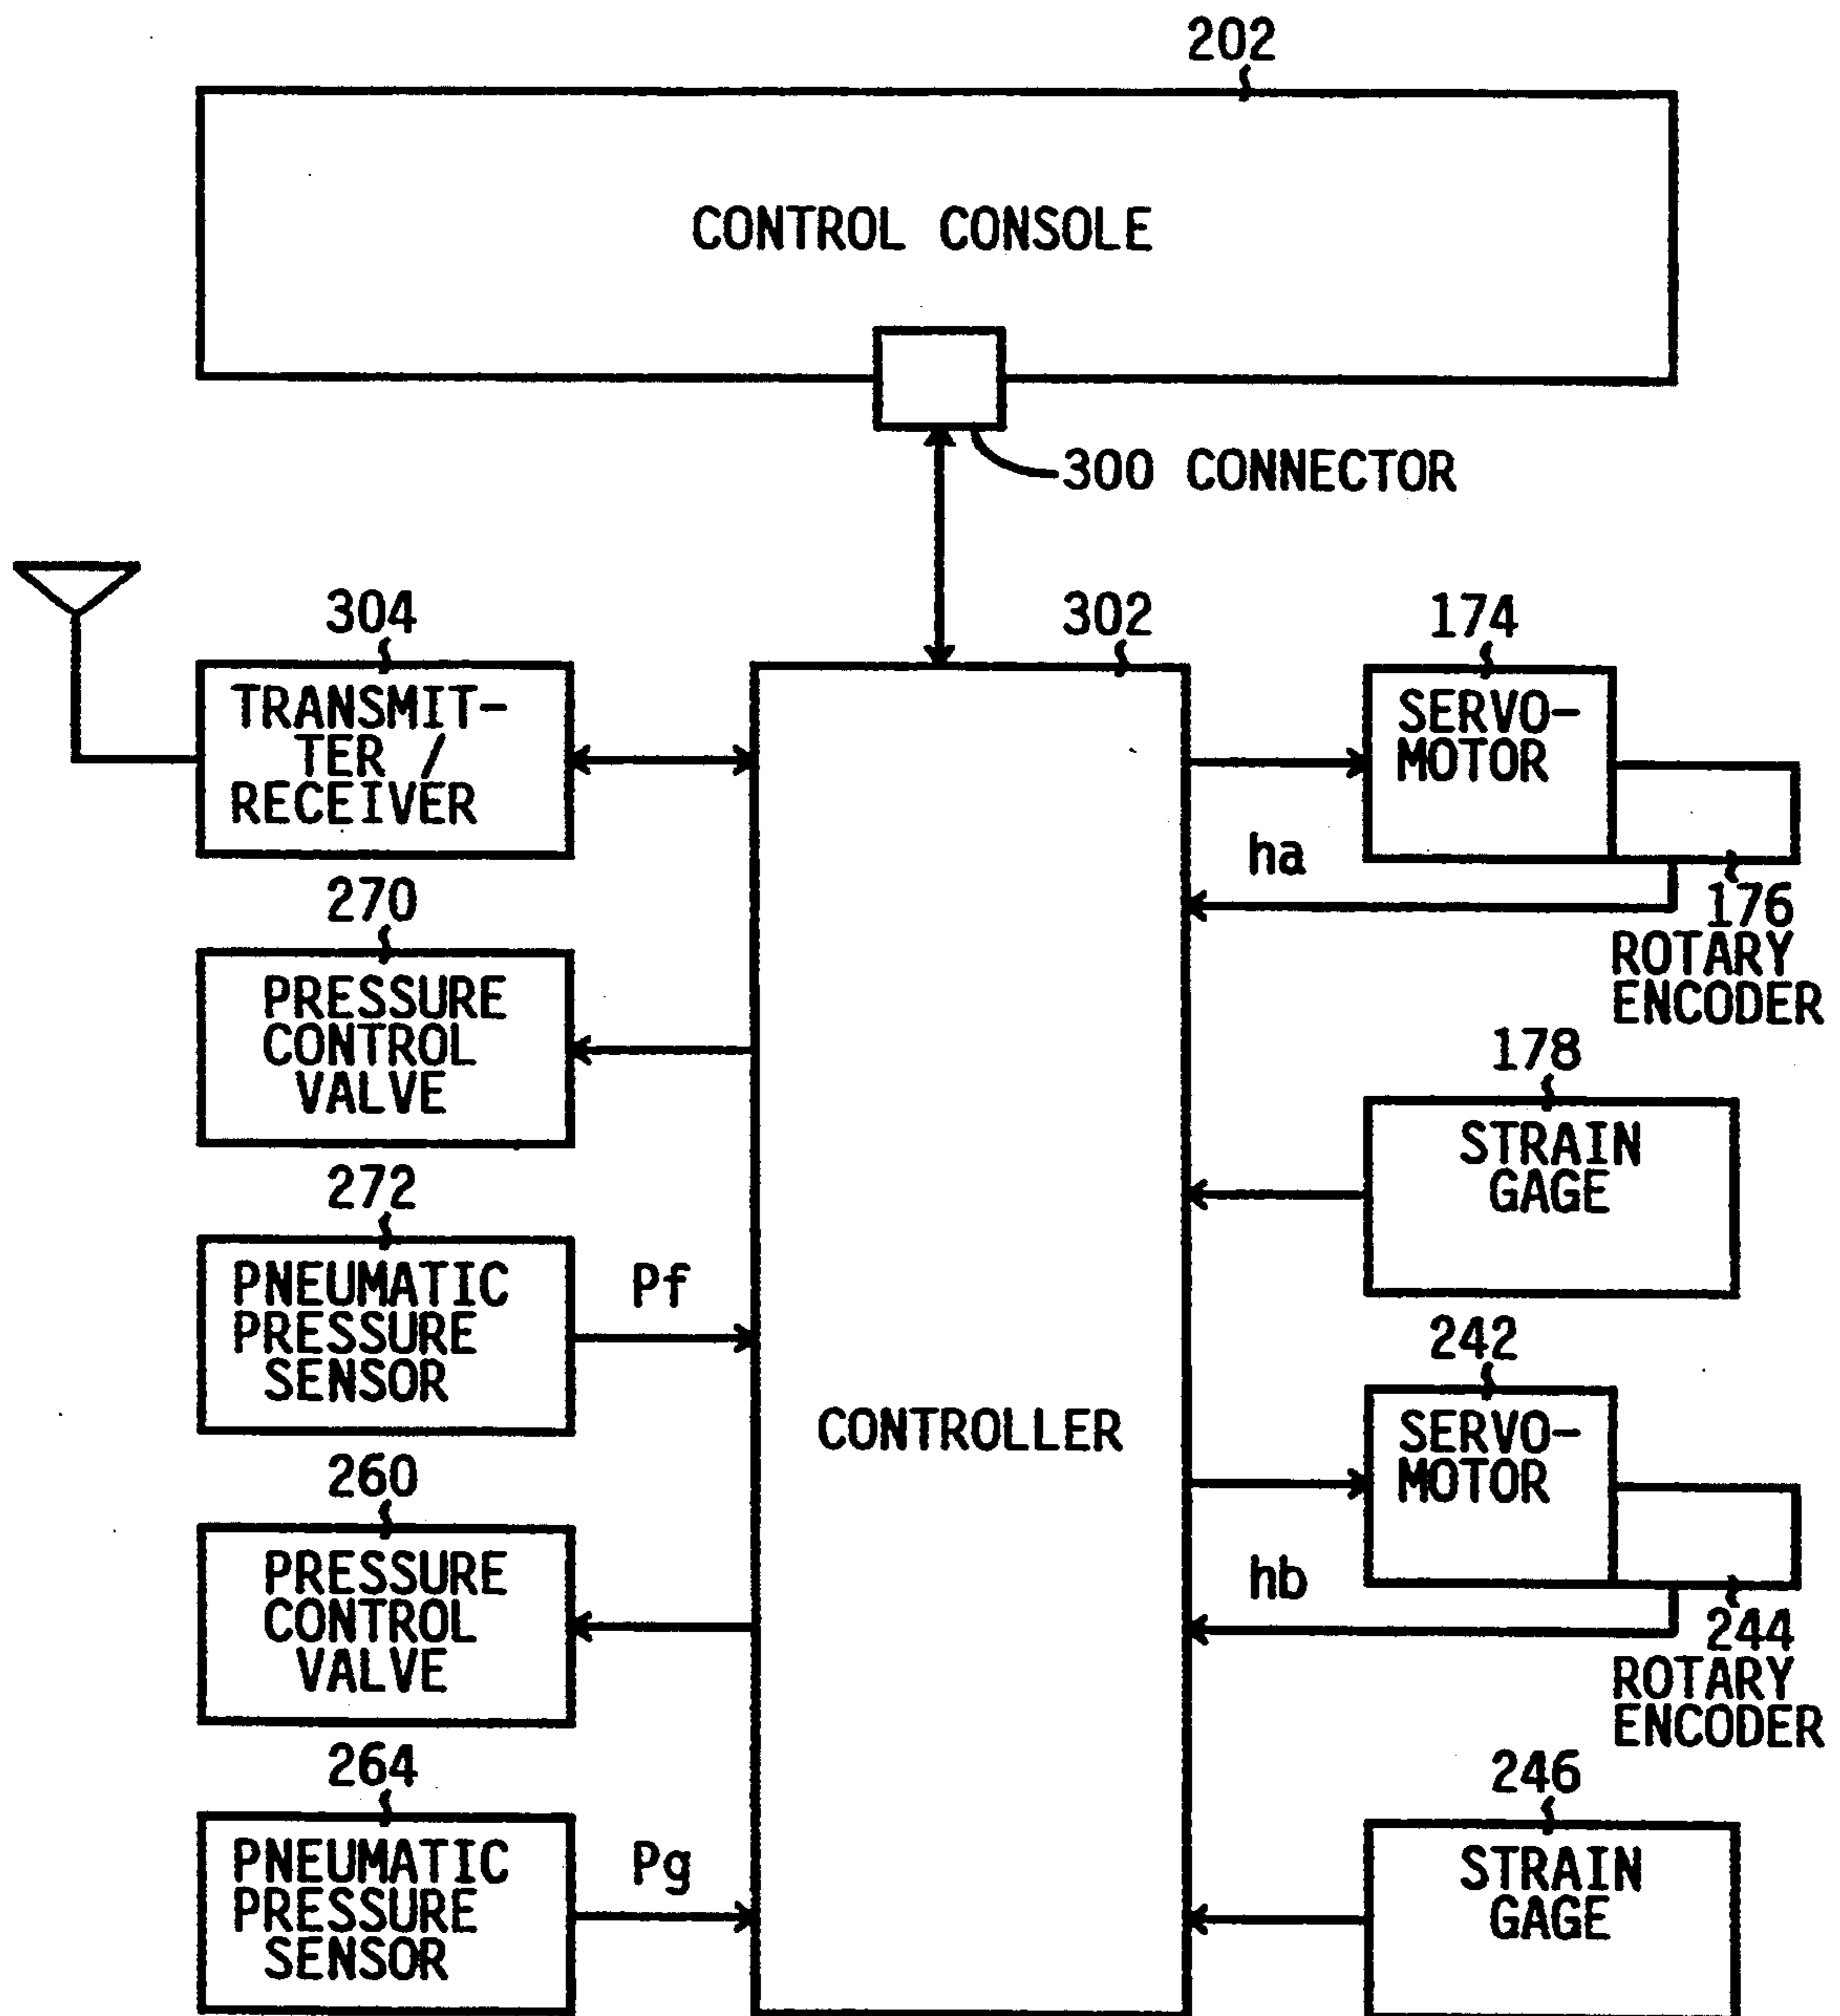 202
CONTROL CONSOLE
300 CONNECTOR
304
TRANSMIT-
TER /
RECEIVER
302
CONTROLLER
174
SERVO-
MOTOR
ha
176
ROTARY
ENCODER
270
PRESSURE
CONTROL
VALVE
178
STRAIN
GAGE
272
PNEUMATIC
PRESSURE
SENSOR
Pf
242
SERVO-
MOTOR
hb
244
ROTARY
ENCODER
260
PRESSURE
CONTROL
VALVE
264
PNEUMATIC
PRESSURE
SENSOR
Pg
246
STRAIN
GAGE